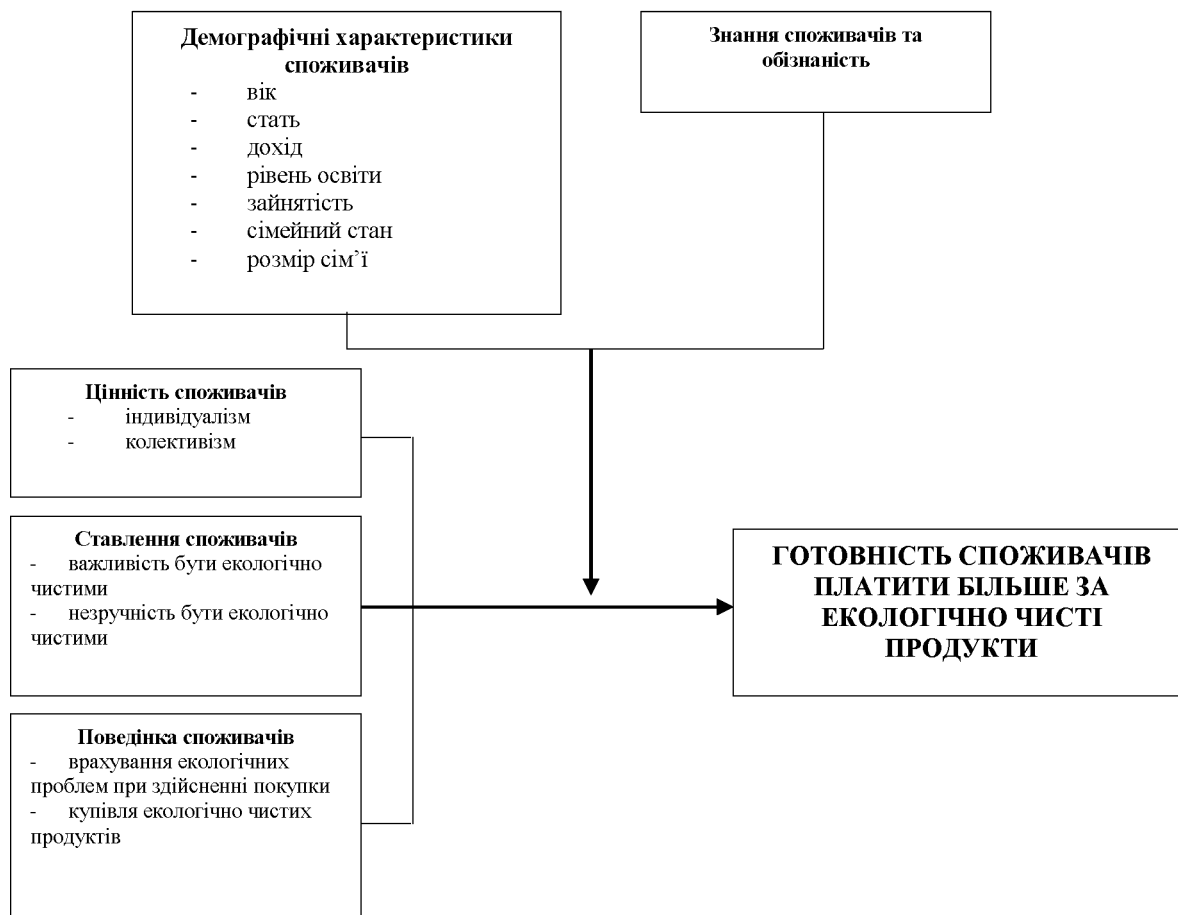 Демографічні характеристики
споживачів
- вік
- стать
- дохід
- рівень освіти
- зайнятість
- сімейний стан
- розмір сім’ї
Знання споживачів та
обізнаність
Цінність споживачів
- індивідуалізм
- колективізм
Ставлення споживачів
- важливість бути екологічно
чистими
- незручність бути екологічно
чистими
Поведінка споживачів
- врахування екологічних
проблем при здійсненні покупки
- купівля екологічно чистих
продуктів
ГОТОВНІСТЬ СПОЖИВАЧІВ
ПЛАТИТИ БІЛЬШЕ ЗА
ЕКОЛОГІЧНО ЧИСТІ
ПРОДУКТИ